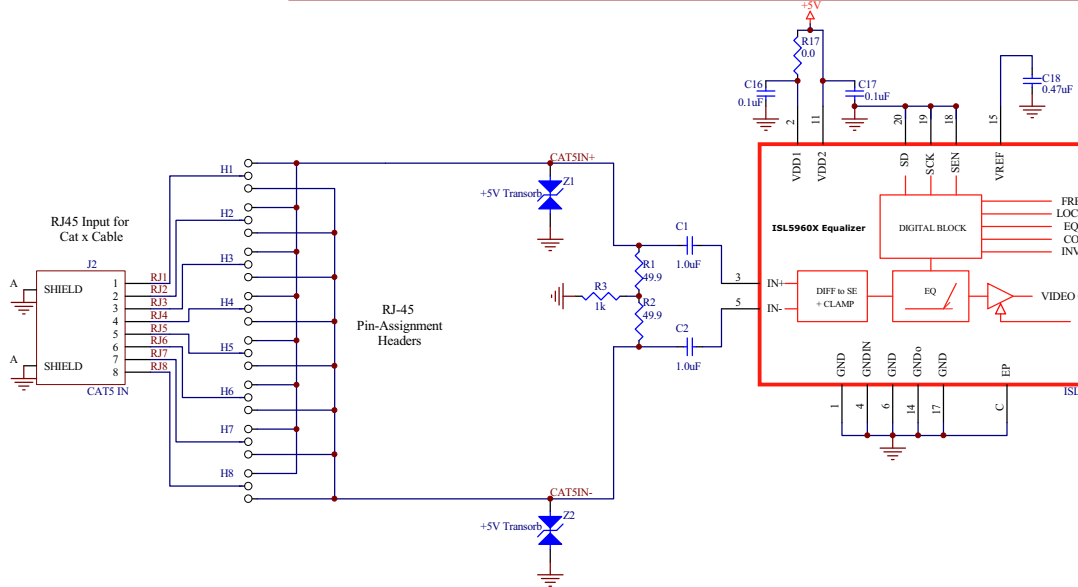 +5V
R17
0.0
C16
0.1uF
C17
0.1uF
C18
0.47uF
2
11
20
19
18
15
VDD1
VDD2
SD
SCK
SEN
VREF
CAT5IN+
H1
+5V Transorb
Z1
H2
RJ45 Input for
Cat x Cable
ISL5960X Equalizer
DIGITAL BLOCK
EQ
CO
INV
H3
J2
C1
1.0uF
A
SHIELD
1
2
3
4
5
6
7
8
RJ1
RJ2
RJ3
RJ4
RJ5
RJ6
RJ7
RJ8
A
SHIELD
CAT5 IN
H4
RJ-45
Pin-Assignment
Headers
R1
49.9
R3
1k
R2
49.9
3
IN+
5
IN-
DIFF to SE
+ CLAMP
EQ
VIDEO
H5
C2
1.0uF
H6
GND
GNDIN
GND
GNDo
GND
EP
ISL
1
4
6
14
17
C
H7
H8
CAT5IN-
+5V Transorb
Z2